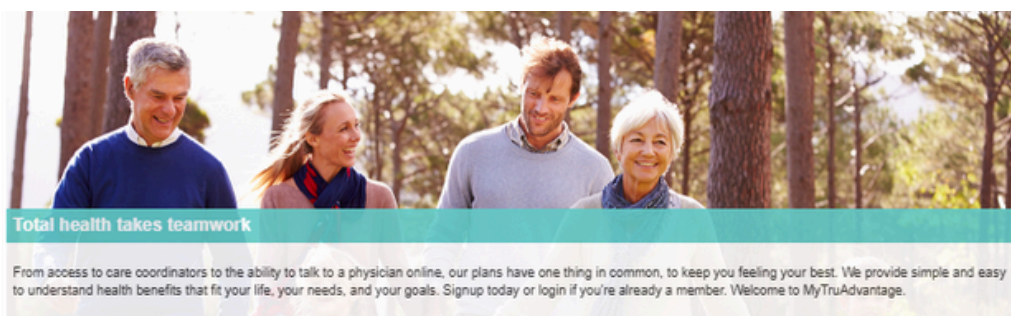 Total health takes teamwork
From access to care coordinators to the ability to talk to a physician online, our plans have one thing in common, to keep you feeling your best. We provide simple and easy
to understand health benefits that fit your life, your needs, and your goals. Signup today or login if you're already a member. Welcome to MyTruAdvantage.